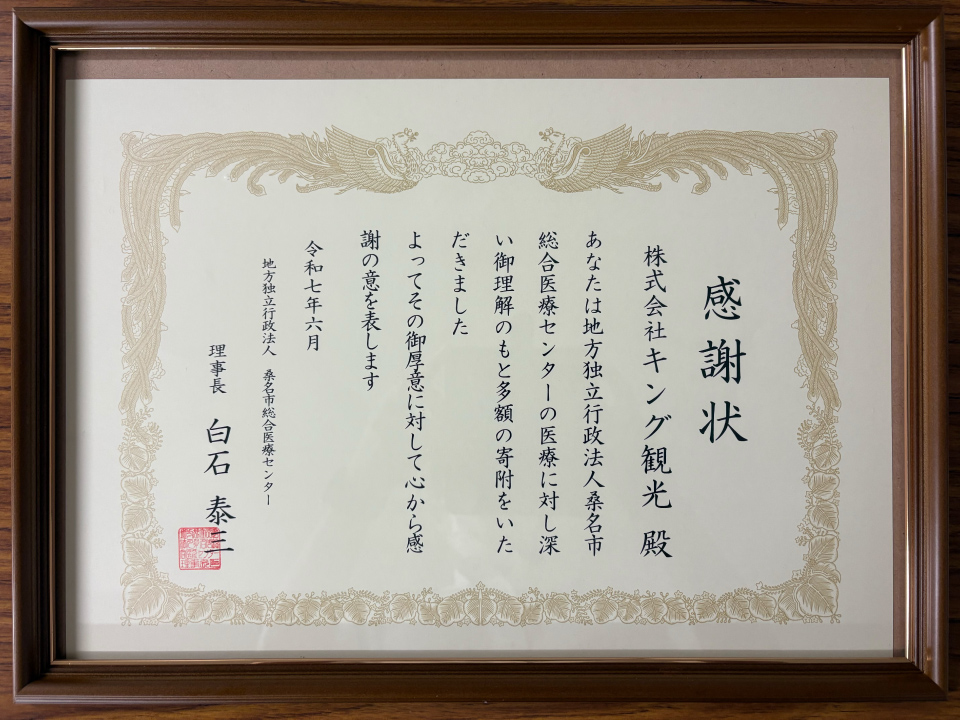 感謝状
株式会社キング観光 殿
あなたは地方独立行政法人桑名市
総合医療センターの医療に対し深
い御理解のもと多額の寄附をいた
だきました
よってその御厚意に対して心から感
謝の意を表します
令和七年六月
地方独立行政法人 桑名市総合医療センター
理事長 白石 泰三